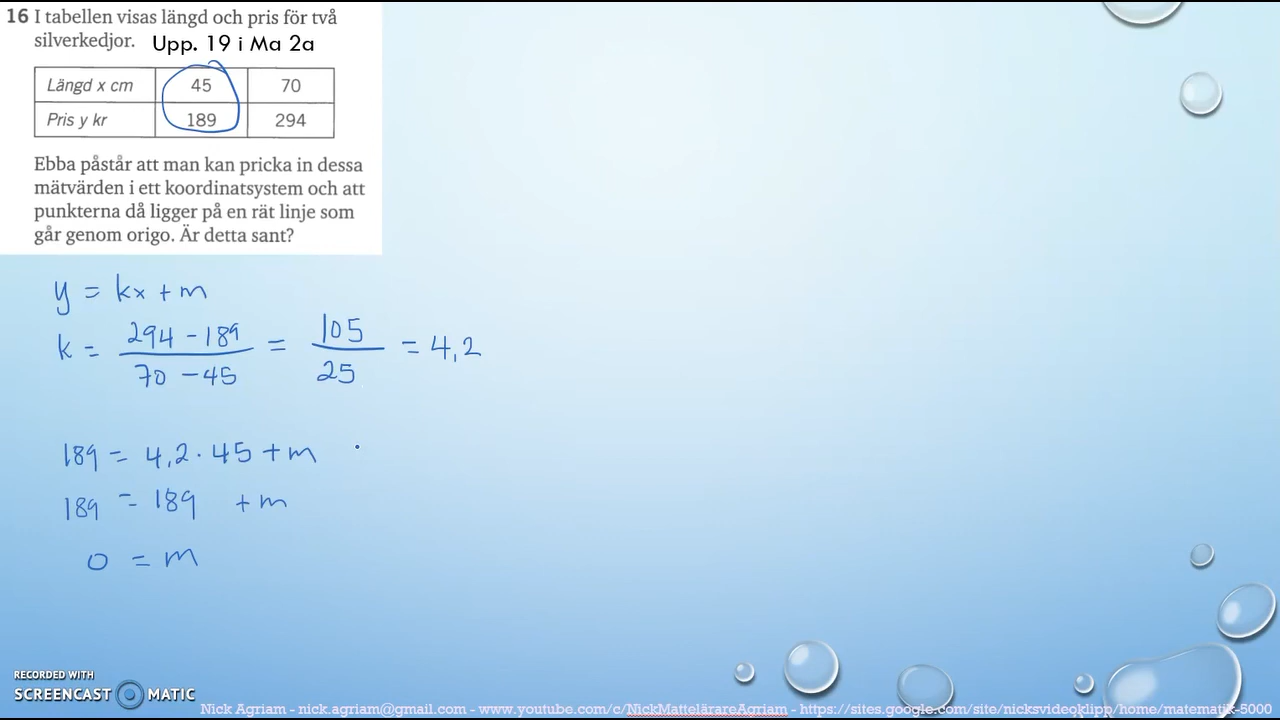 16 I tabellen visas längd och pris för två
silverkedjor. Upp. 19 i Ma 2a
Längd x cm 45 70
Pris y kr 189 294
Ebba påstår att man kan pricka in dessa
mätvärden i ett koordinatsystem och att
punkterna då ligger på en rät linje som
går genom origo. Är detta sant?
y = kx + m
k = (294 - 189)/(70 - 45) = 105/25 = 4,2
189 = 4,2 · 45 + m
189 = 189 + m
0 = m
RECORDED WITH
SCREENCAST MATIC
Nick Agriam - nick.agriam@gmail.com - www.youtube.com/c/NickMattelärareAgriam - https://sites.google.com/site/nicksvideoklipp/home/matematik-5000